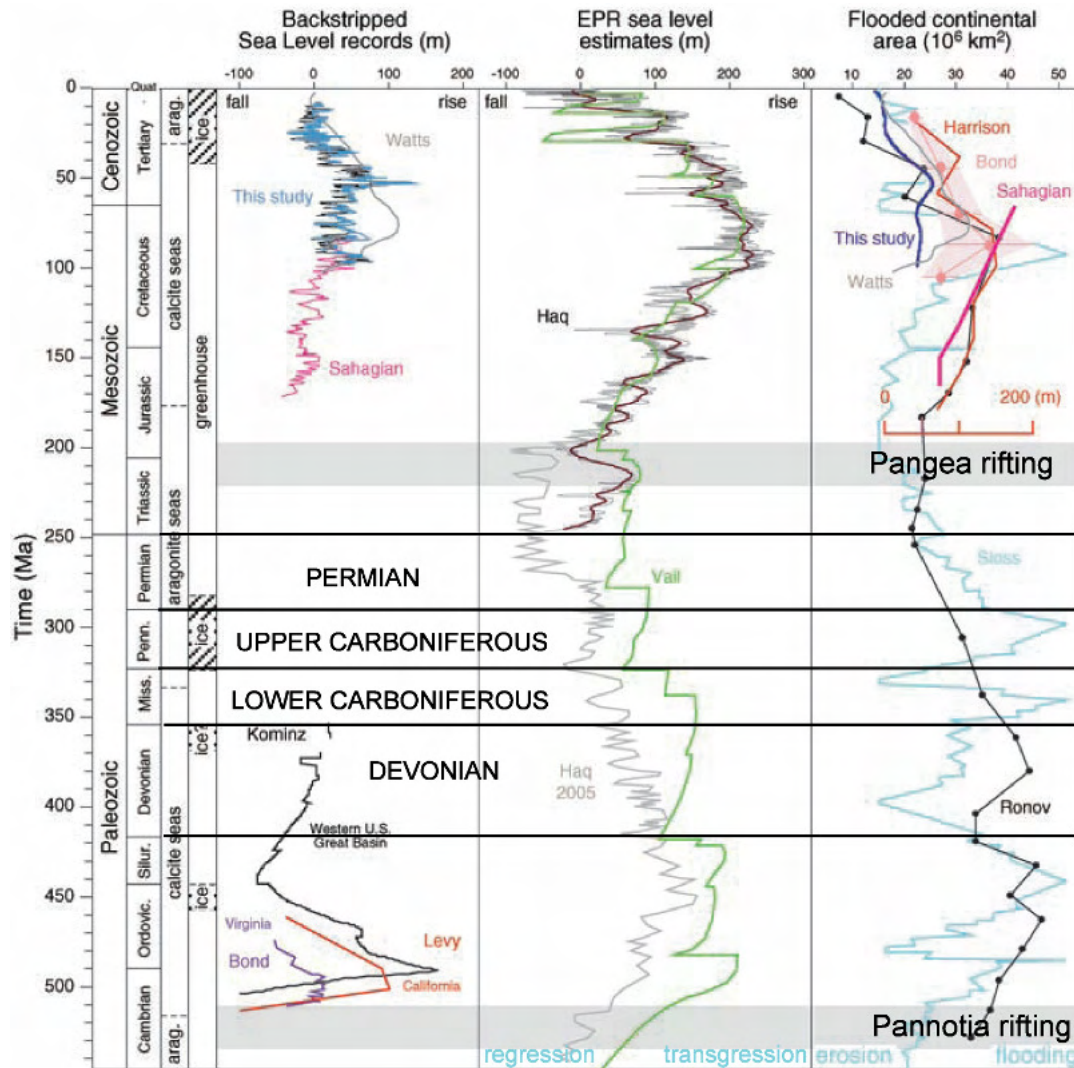 Backstripped
Sea Level records (m)
EPR sea level
estimates (m)
Flooded continental
area (10⁶ km²)
-100 0 100 200
-100 0 100 200 300
10 20 30 40 50
fall rise
fall rise
Time (Ma)
0
50
100
150
200
250
300
350
400
450
500
Cenozoic
Mesozoic
Paleozoic
Quat
Tertiary
Cretaceous
Jurassic
Triassic
Permian
Penn.
Miss.
Devonian
Silur.
Ordovic.
Cambrian
arag.
calcite seas
aragonite seas
calcite seas
arag.
ice
greenhouse
ice
ice?
ice
Watts
This study
Sahagian
Haq
Harrison
Bond
Sahagian
This study
Watts
0 200 (m)
Pangea rifting
PERMIAN
Vail
Sloss
UPPER CARBONIFEROUS
LOWER CARBONIFEROUS
Kominz
DEVONIAN
Haq
2005
Ronov
Western U.S.
Great Basin
Virginia
Bond
Levy
California
Pannotia rifting
regression transgression
erosion flooding